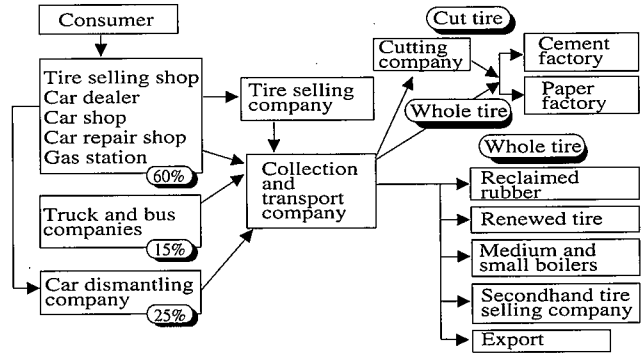 Consumer
Tire selling shop
Car dealer
Car shop
Car repair shop
Gas station
60%
Truck and bus
companies
15%
Car dismantling
company
25%
Tire selling
company
Collection
and
transport
company
Cutting
company
Cut tire
Whole tire
Cement
factory
Paper
factory
Whole tire
Reclaimed
rubber
Renewed tire
Medium and
small boilers
Secondhand tire
selling company
Export